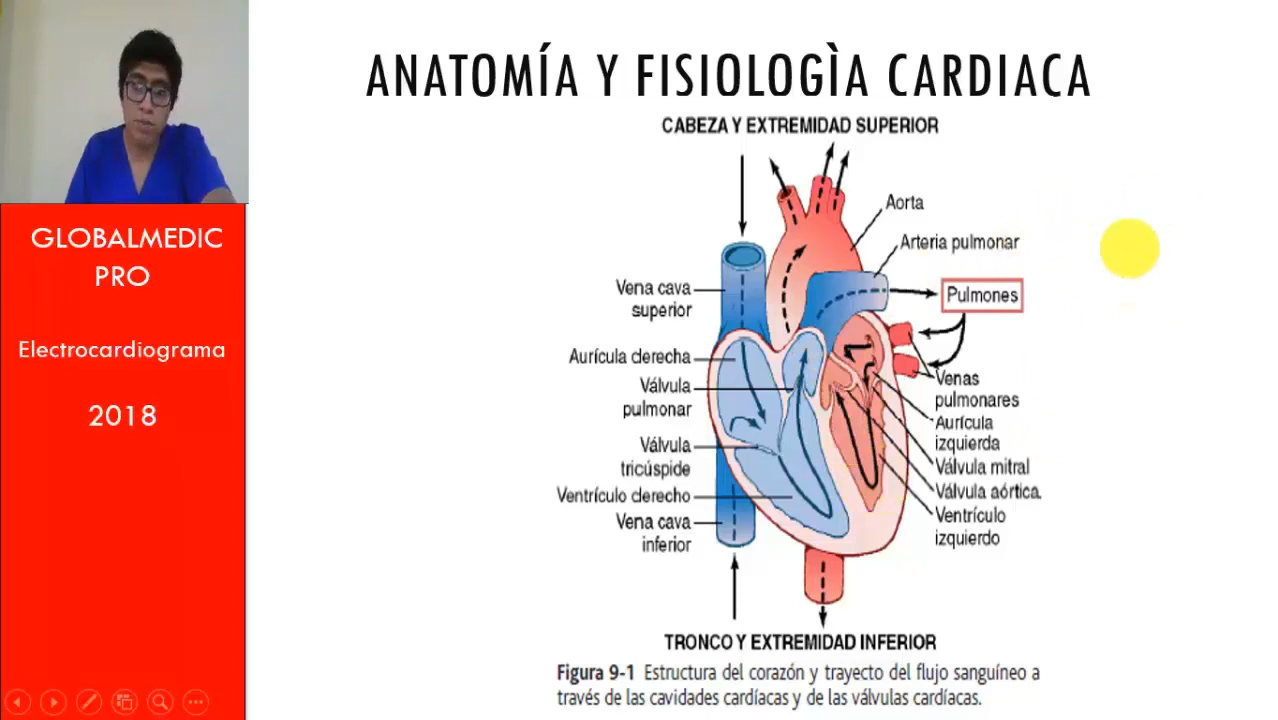 ANATOMÍA Y FISIOLOGÌA CARDIACA
GLOBALMEDIC
PRO
Electrocardiograma
2018
CABEZA Y EXTREMIDAD SUPERIOR
Aorta
Arteria pulmonar
Pulmones
Vena cava
superior
Aurícula derecha
Válvula
pulmonar
Válvula
tricúspide
Ventrículo derecho
Vena cava
inferior
Venas
pulmonares
Aurícula
izquierda
Válvula mitral
Válvula aórtica
Ventrículo
izquierdo
TRONCO Y EXTREMIDAD INFERIOR
Figura 9-1 Estructura del corazón y trayecto del flujo sanguíneo a
través de las cavidades cardíacas y de las válvulas cardíacas.